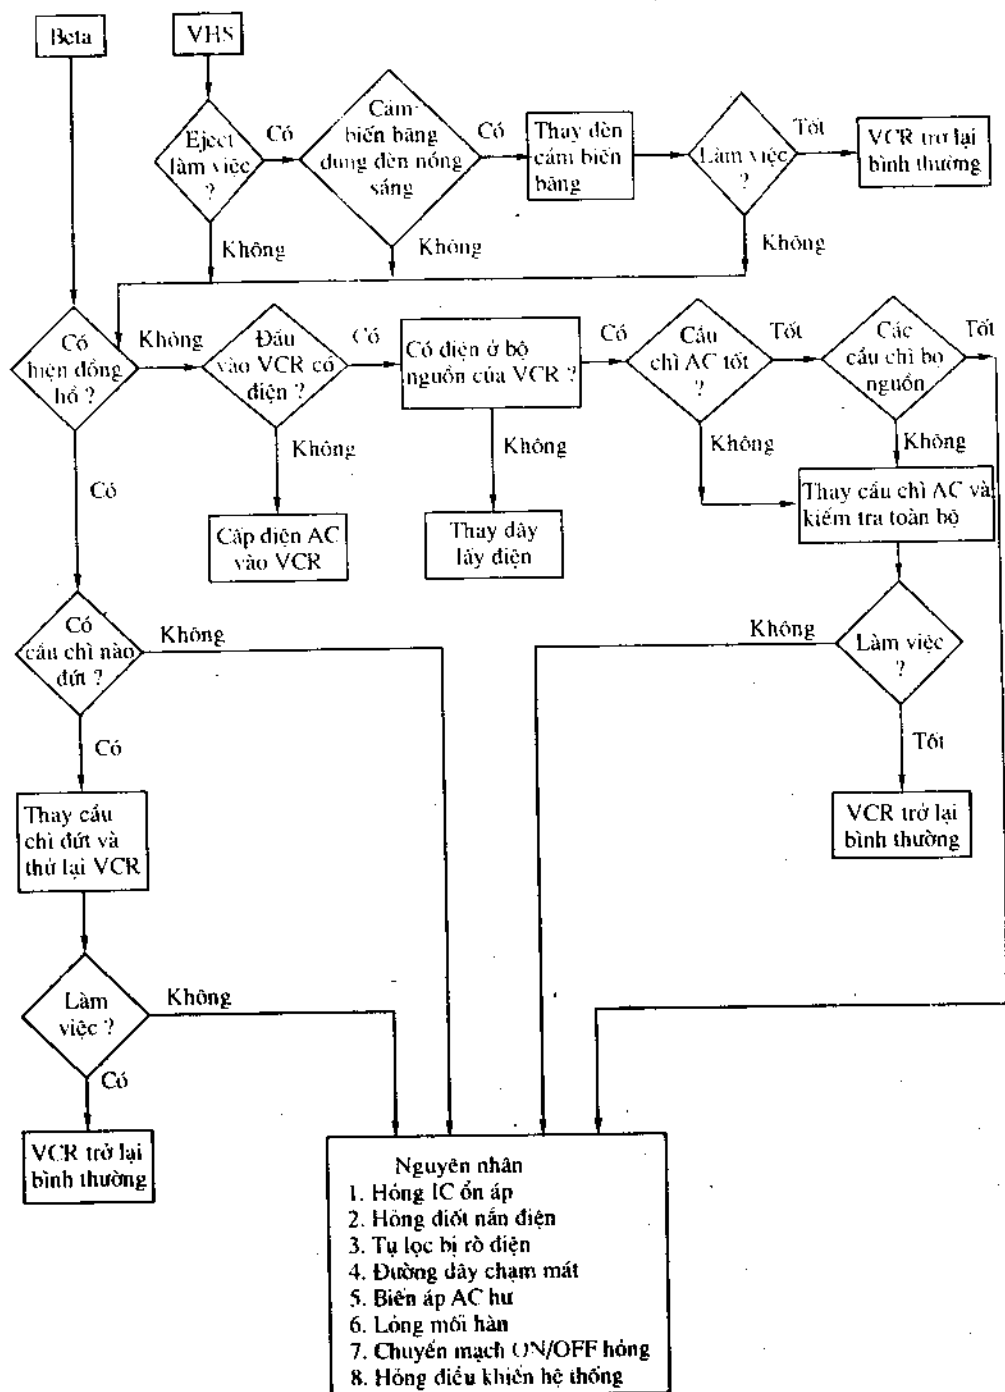 Beta
VHS
Eject
làm việc
?
Có
Cảm
biến băng
dùng đèn nóng
sáng
Có
Thay đèn
cảm biến
băng
Làm việc
?
Tốt
VCR trở lại
bình thường
Không
Không
Không
Có
hiện đồng
hồ ?
Không
Đầu
vào VCR có
điện ?
Có
Có điện ở bộ
nguồn của VCR ?
Có
Cầu
chì AC tốt
?
Tốt
Các
cầu chì bộ
nguồn
Tốt
Có
Không
Không
Không
Không
Cấp điện AC
vào VCR
Thay dây
lấy điện
Thay cầu chì AC và
kiểm tra toàn bộ
Có
cầu chì nào
đứt ?
Không
Không
Làm việc
?
Có
Tốt
Thay cầu
chì đứt và
thử lại VCR
VCR trở lại
bình thường
Làm
việc ?
Không
Có
VCR trở lại
bình thường
Nguyên nhân
1. Hỏng IC ổn áp
2. Hỏng điốt nắn điện
3. Tụ lọc bị rò điện
4. Đường dây chạm mát
5. Biến áp AC hư
6. Lỏng mối hàn
7. Chuyển mạch ON/OFF hỏng
8. Hỏng điều khiển hệ thống